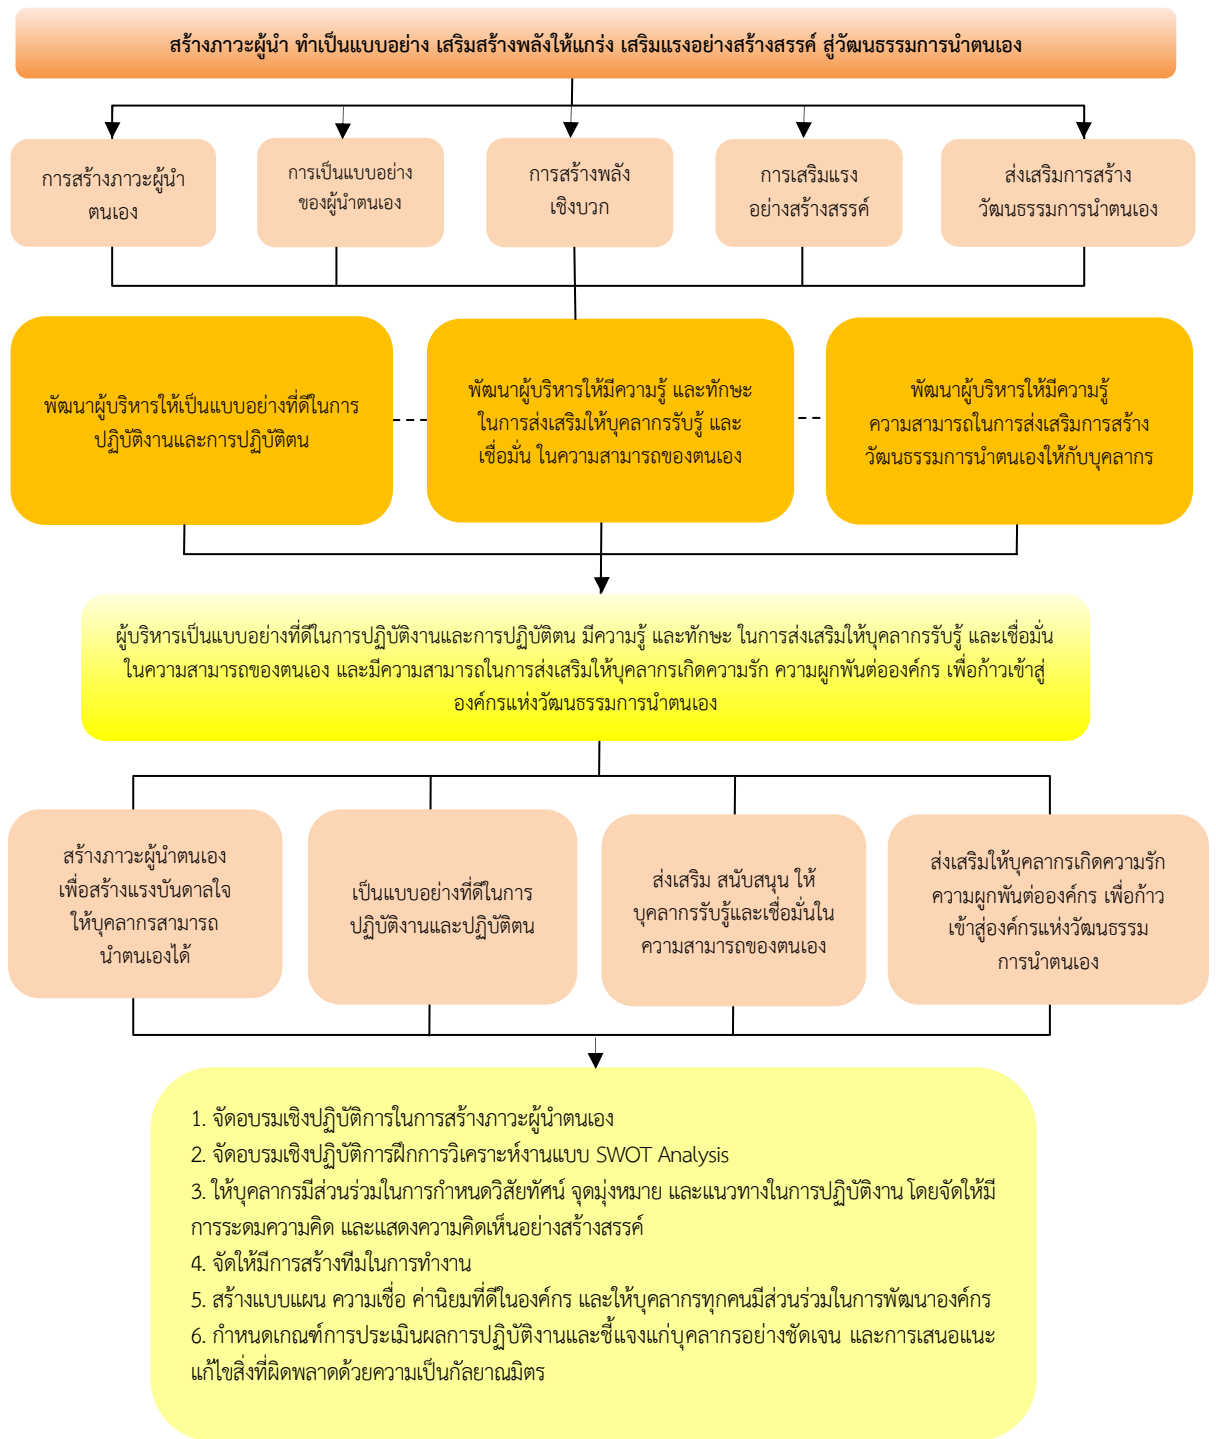 สร้างภาวะผู้นำ ทำเป็นแบบอย่าง เสริมสร้างพลังให้แกร่ง เสริมแรงอย่างสร้างสรรค์ สู่วัฒนธรรมการนำตนเอง
การสร้างภาวะผู้นำ
ตนเอง
การเป็นแบบอย่าง
ของผู้นำตนเอง
การสร้างพลัง
เชิงบวก
การเสริมแรง
อย่างสร้างสรรค์
ส่งเสริมการสร้าง
วัฒนธรรมการนำตนเอง
พัฒนาผู้บริหารให้เป็นแบบอย่างที่ดีในการ
ปฏิบัติงานและการปฏิบัติตน
พัฒนาผู้บริหารให้มีความรู้ และทักษะ
ในการส่งเสริมให้บุคลากรรับรู้ และ
เชื่อมั่น ในความสามารถของตนเอง
พัฒนาผู้บริหารให้มีความรู้
ความสามารถในการส่งเสริมการสร้าง
วัฒนธรรมการนำตนเองให้กับบุคลากร
ผู้บริหารเป็นแบบอย่างที่ดีในการปฏิบัติงานและการปฏิบัติตน มีความรู้ และทักษะ ในการส่งเสริมให้บุคลากรรับรู้ และเชื่อมั่น
ในความสามารถของตนเอง และมีความสามารถในการส่งเสริมให้บุคลากรเกิดความรัก ความผูกพันต่อองค์กร เพื่อก้าวเข้าสู่
องค์กรแห่งวัฒนธรรมการนำตนเอง
สร้างภาวะผู้นำตนเอง
เพื่อสร้างแรงบันดาลใจ
ให้บุคลากรสามารถ
นำตนเองได้
เป็นแบบอย่างที่ดีในการ
ปฏิบัติงานและปฏิบัติตน
ส่งเสริม สนับสนุน ให้
บุคลากรรับรู้และเชื่อมั่นใน
ความสามารถของตนเอง
ส่งเสริมให้บุคลากรเกิดความรัก
ความผูกพันต่อองค์กร เพื่อก้าว
เข้าสู่องค์กรแห่งวัฒนธรรม
การนำตนเอง
1. จัดอบรมเชิงปฏิบัติการในการสร้างภาวะผู้นำตนเอง
2. จัดอบรมเชิงปฏิบัติการฝึกการวิเคราะห์งานแบบ SWOT Analysis
3. ให้บุคลากรมีส่วนร่วมในการกำหนดวิสัยทัศน์ จุดมุ่งหมาย และแนวทางในการปฏิบัติงาน โดยจัดให้มี
การระดมความคิด และแสดงความคิดเห็นอย่างสร้างสรรค์
4. จัดให้มีการสร้างทีมในการทำงาน
5. สร้างแบบแผน ความเชื่อ ค่านิยมที่ดีในองค์กร และให้บุคลากรทุกคนมีส่วนร่วมในการพัฒนาองค์กร
6. กำหนดเกณฑ์การประเมินผลการปฏิบัติงานและชี้แจงแก่บุคลากรอย่างชัดเจน และการเสนอแนะ
แก้ไขสิ่งที่ผิดพลาดด้วยความเป็นกัลยาณมิตร